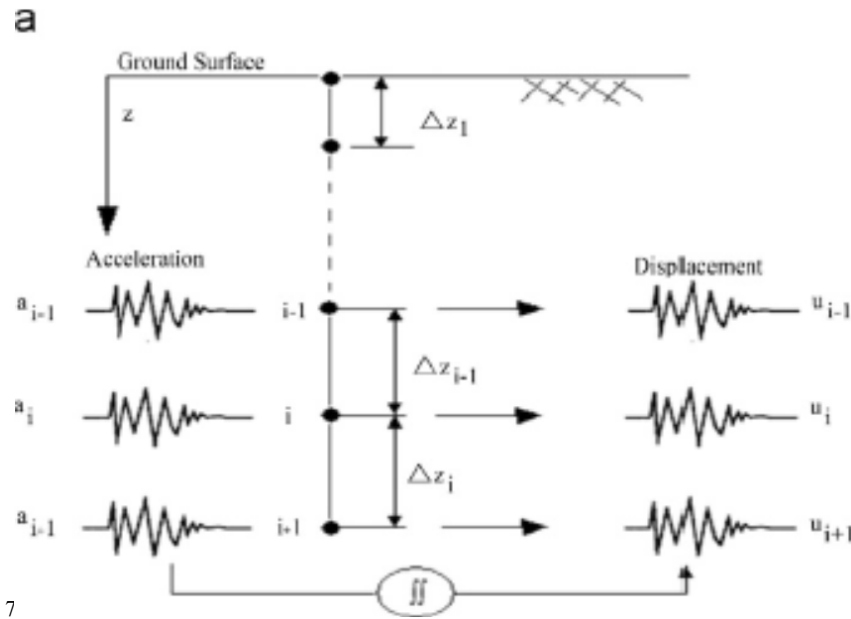 a
Ground Surface
z
△z1
Acceleration
Displacement
ai-1
i-1
ui-1
△zi-1
ai
i
ui
△zi
ai-1
i+1
ui+1
∬
7